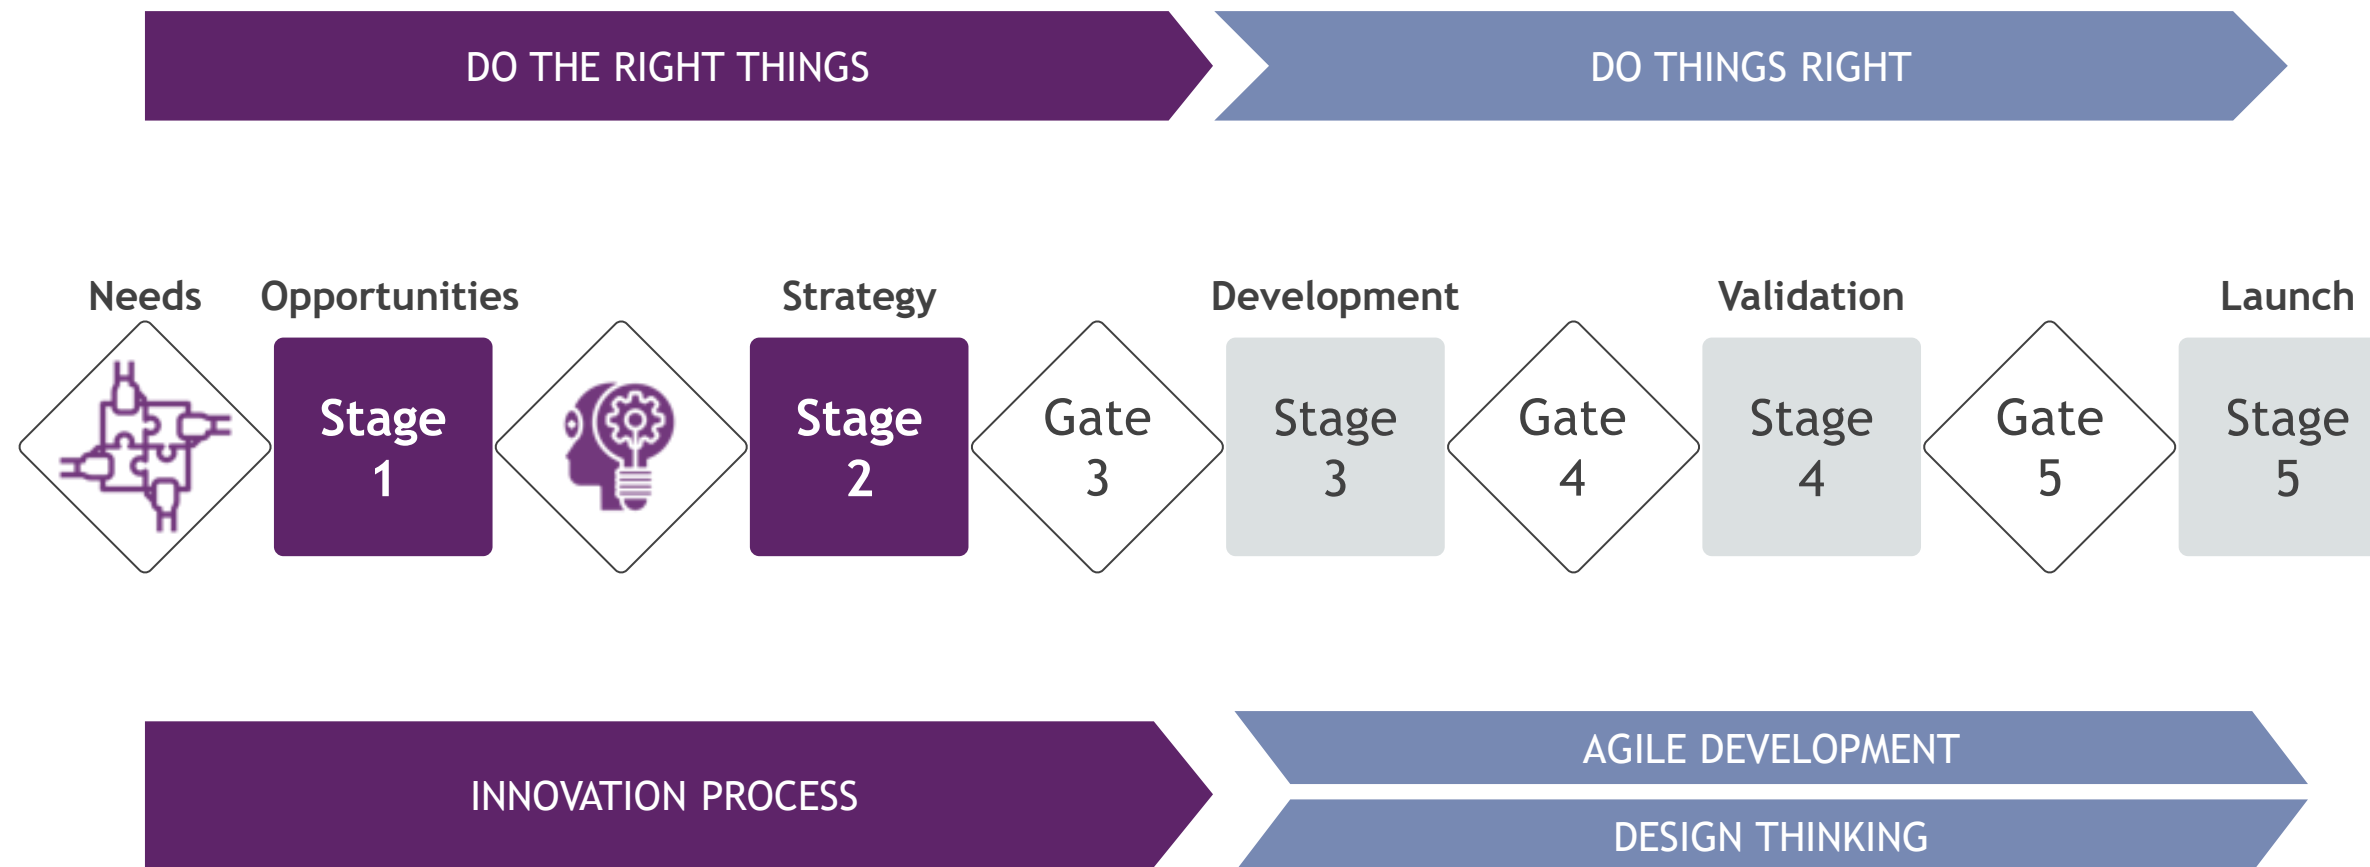 DO THE RIGHT THINGS
DO THINGS RIGHT
Needs
Opportunities
Strategy
Development
Validation
Launch
Stage
1
Stage
2
Gate
3
Stage
3
Gate
4
Stage
4
Gate
5
Stage
5
INNOVATION PROCESS
AGILE DEVELOPMENT
DESIGN THINKING